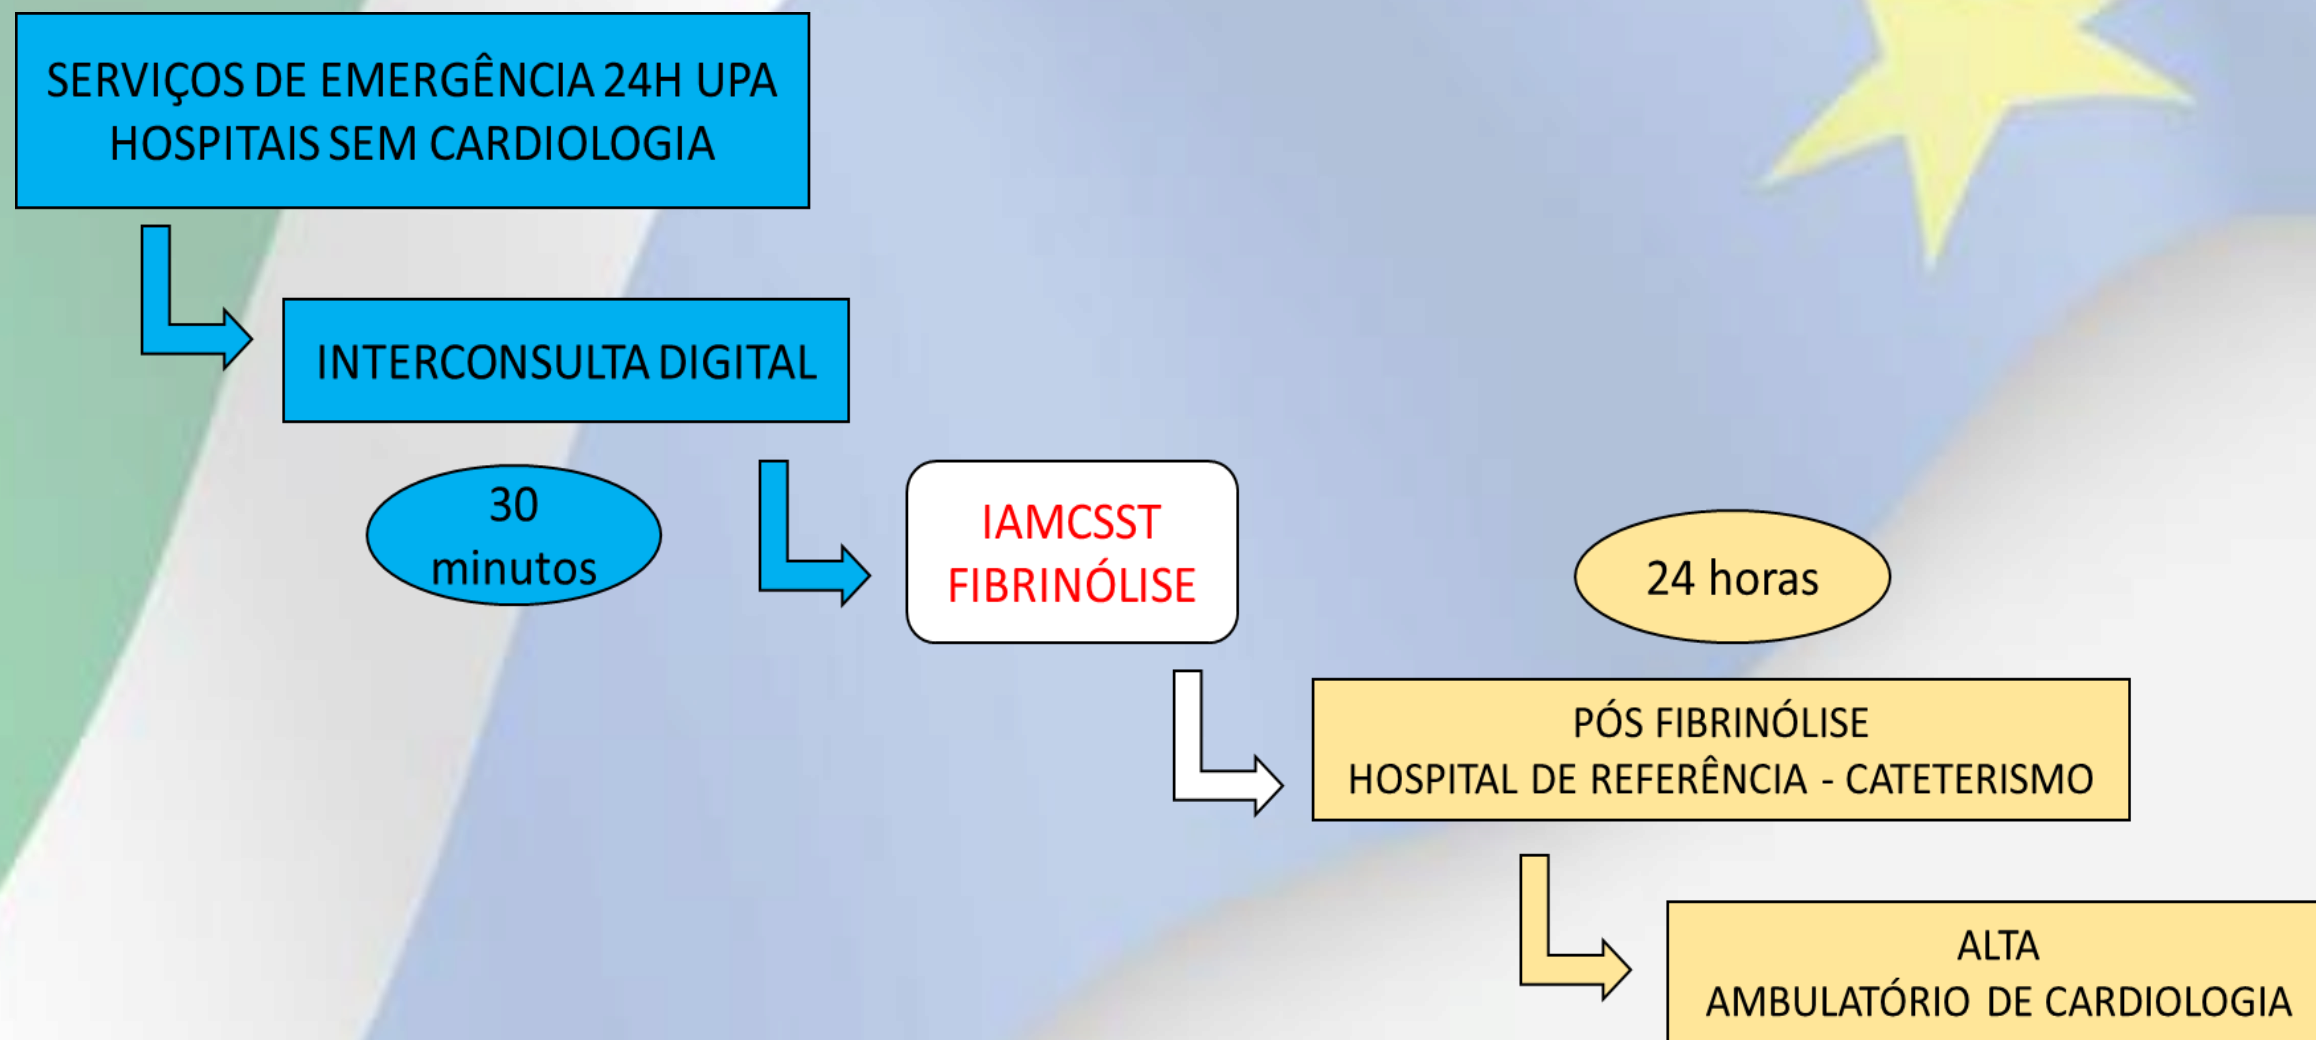 SERVIÇOS DE EMERGÊNCIA 24H UPA
HOSPITAIS SEM CARDIOLOGIA
INTERCONSULTA DIGITAL
30
minutos
IAMCSST
FIBRINÓLISE
24 horas
PÓS FIBRINÓLISE
HOSPITAL DE REFERÊNCIA - CATETERISMO
ALTA
AMBULATÓRIO DE CARDIOLOGIA